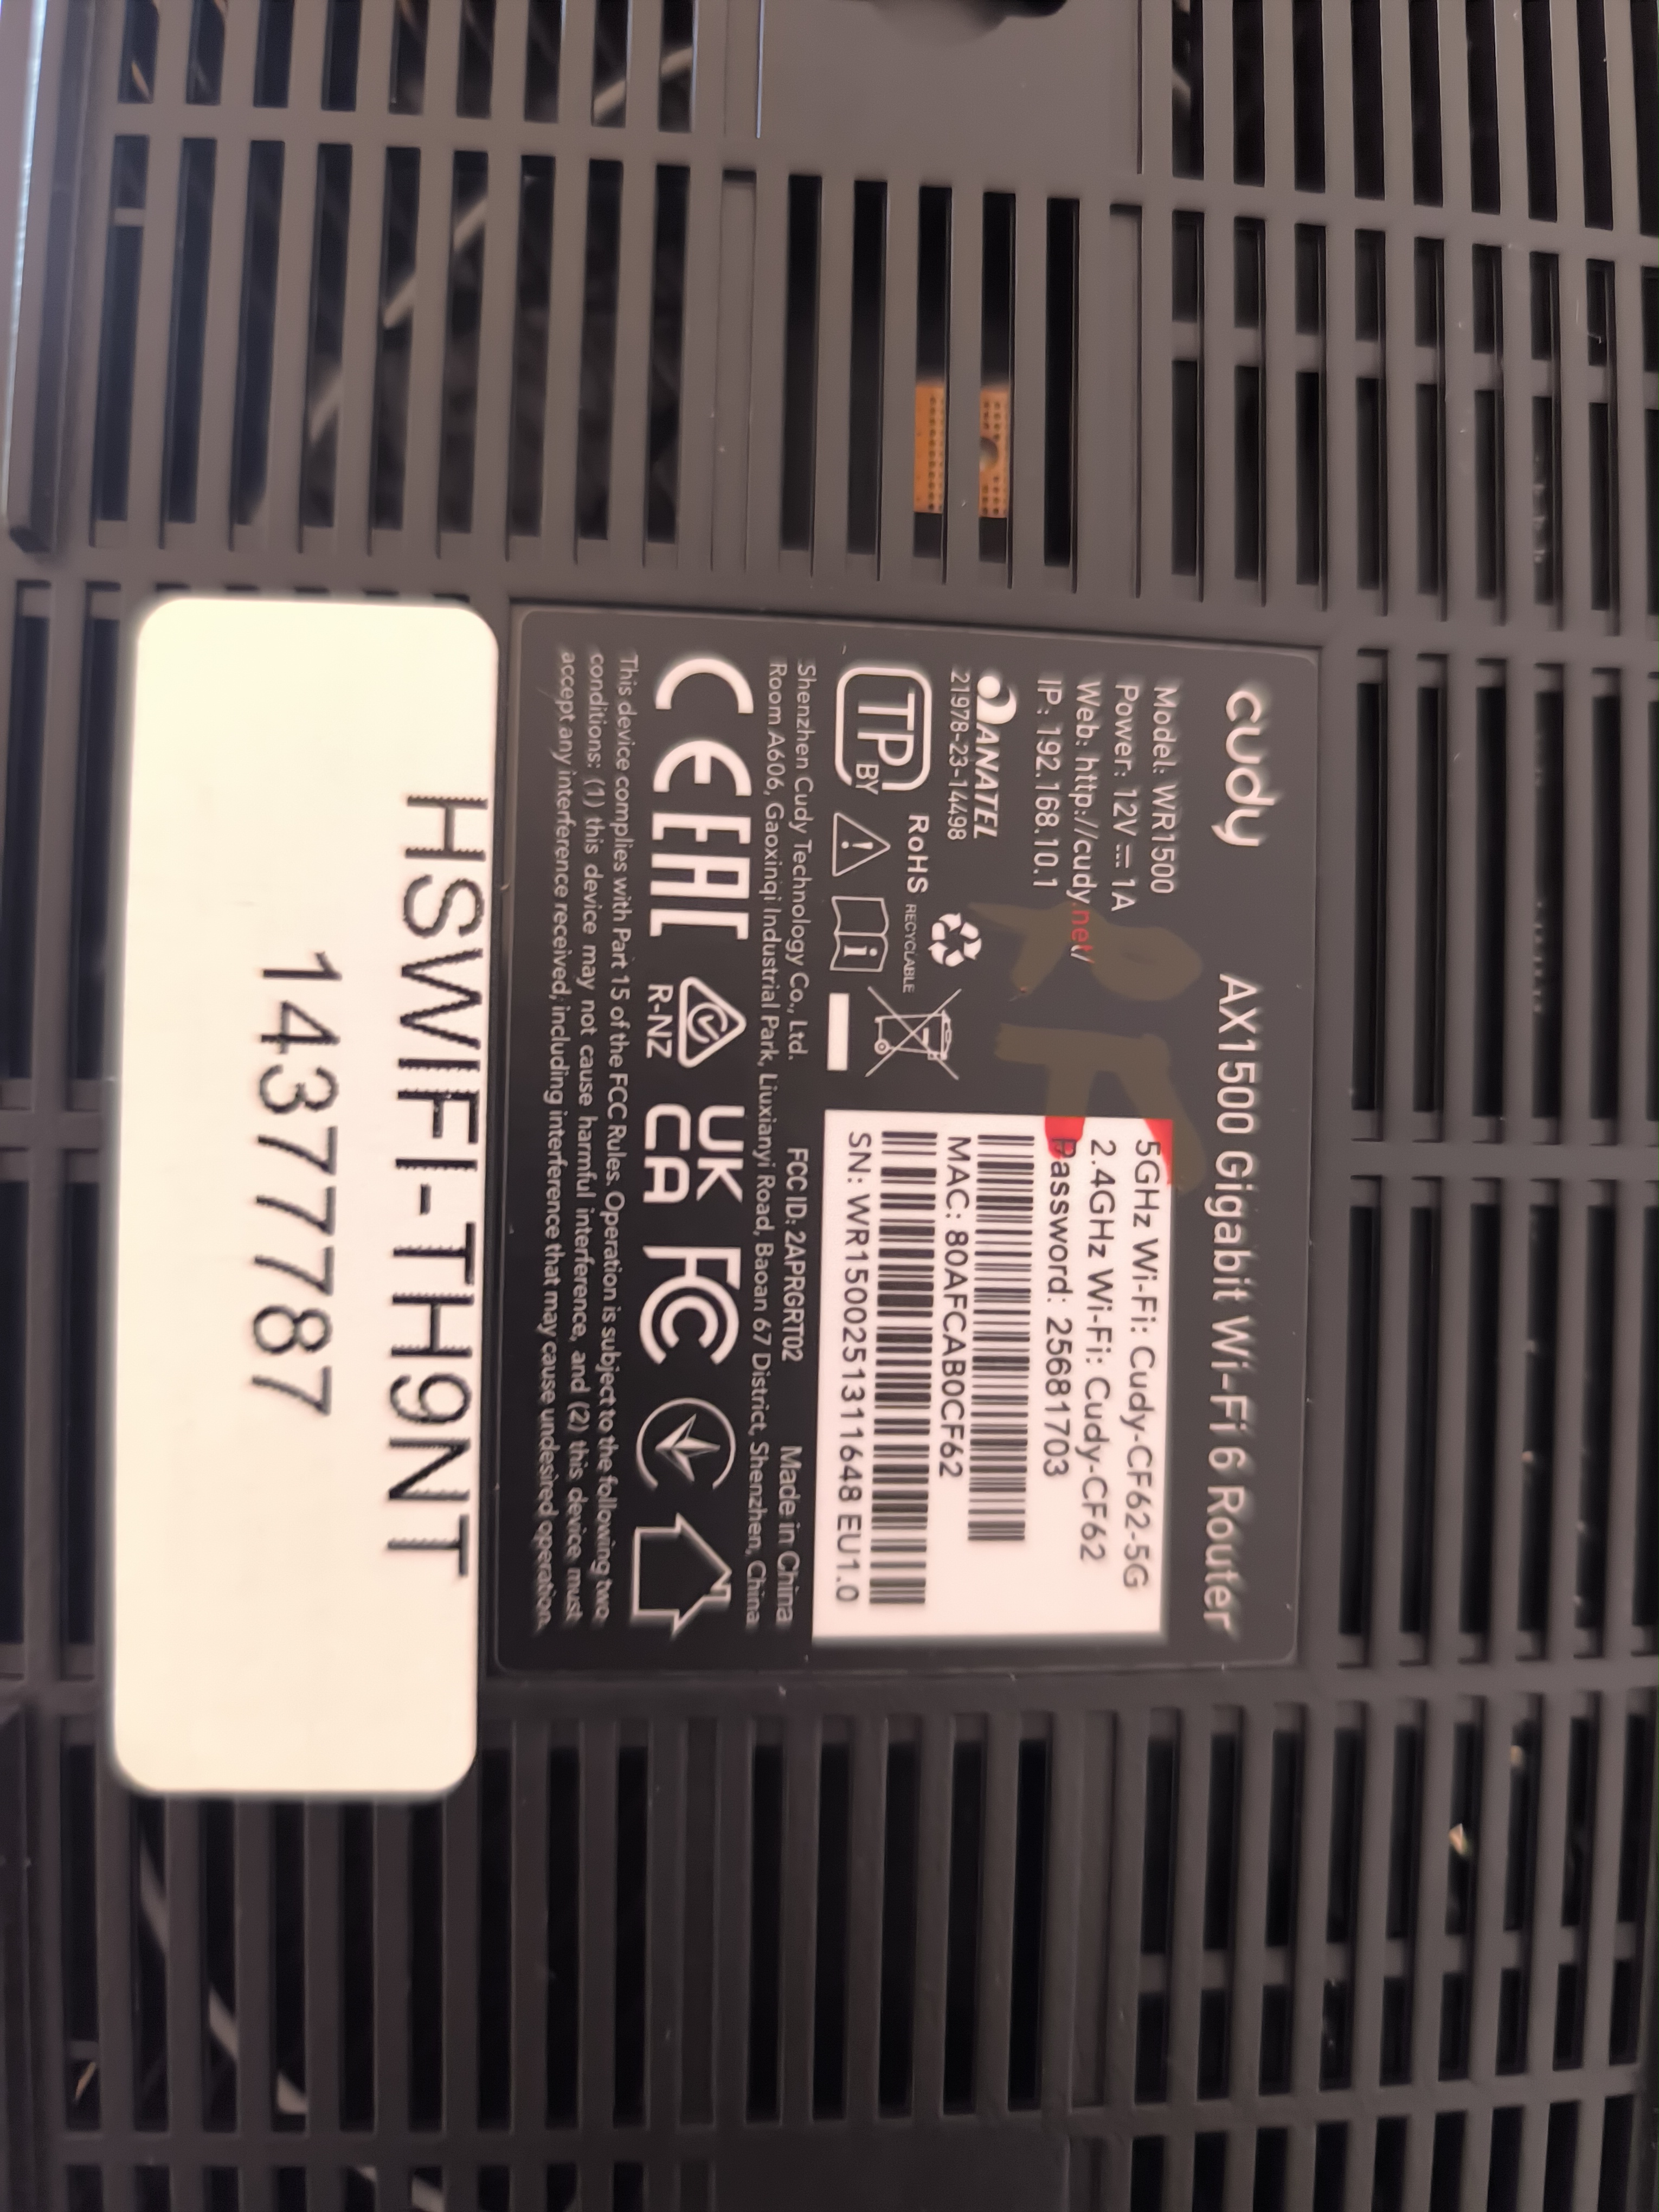 cudy
AX1500 Gigabit Wi-Fi 6 Router
Model: WR1500
Power: 12V⎓1A
Web: http://cudy.net/
IP: 192.168.10.1
RF
5GHz Wi-Fi: Cudy-CF62-5G
2.4GHz Wi-Fi: Cudy-CF62
Password: 25681703
MAC: 80AFCAB0CF62
SN: WR1500251311648 EU1.0
ANATEL
21978-23-14498
RoHS
RECYCLABLE
TP
BY
Shenzhen Cudy Technology Co., Ltd.
FCC ID: 2APRGRT02
Made in China
Room A606, Gaoxinqi Industrial Park, Liuxianyi Road, Baoan 67 District, Shenzhen, China
CE
EAC
R-NZ
UK
CA
FC
This device complies with Part 15 of the FCC Rules. Operation is subject to the following two
conditions: (1) this device may not cause harmful interference, and (2) this device must
accept any interference received, including interference that may cause undesired operation.
HSWIFI-TH9NT
14377787